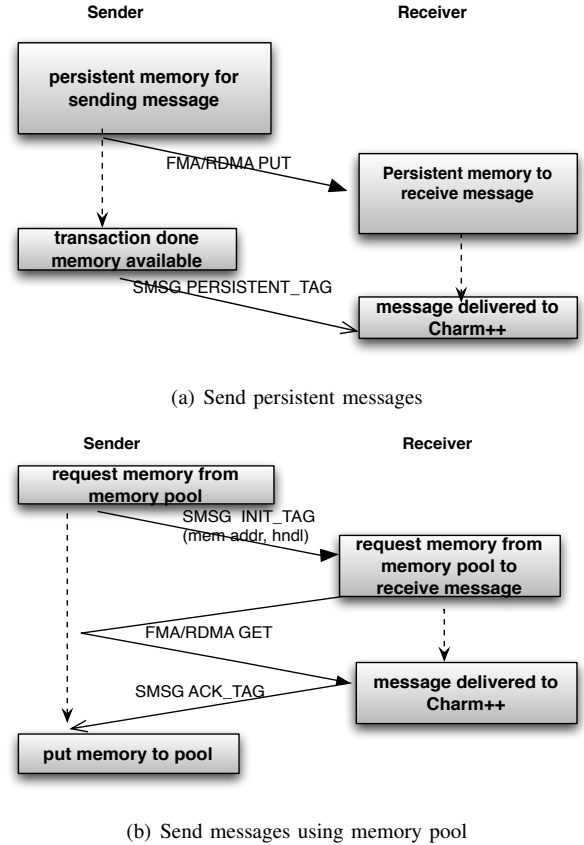 Sender Receiver
persistent memory for
sending message
FMA/RDMA PUT
Persistent memory to
receive message
transaction done
memory available
SMSG PERSISTENT_TAG
message delivered to
Charm++
(a) Send persistent messages
Sender Receiver
request memory from
memory pool
SMSG INIT_TAG
(mem addr, hndl)
request memory from
memory pool to
receive message
FMA/RDMA GET
SMSG ACK_TAG
message delivered to
Charm++
put memory to pool
(b) Send messages using memory pool